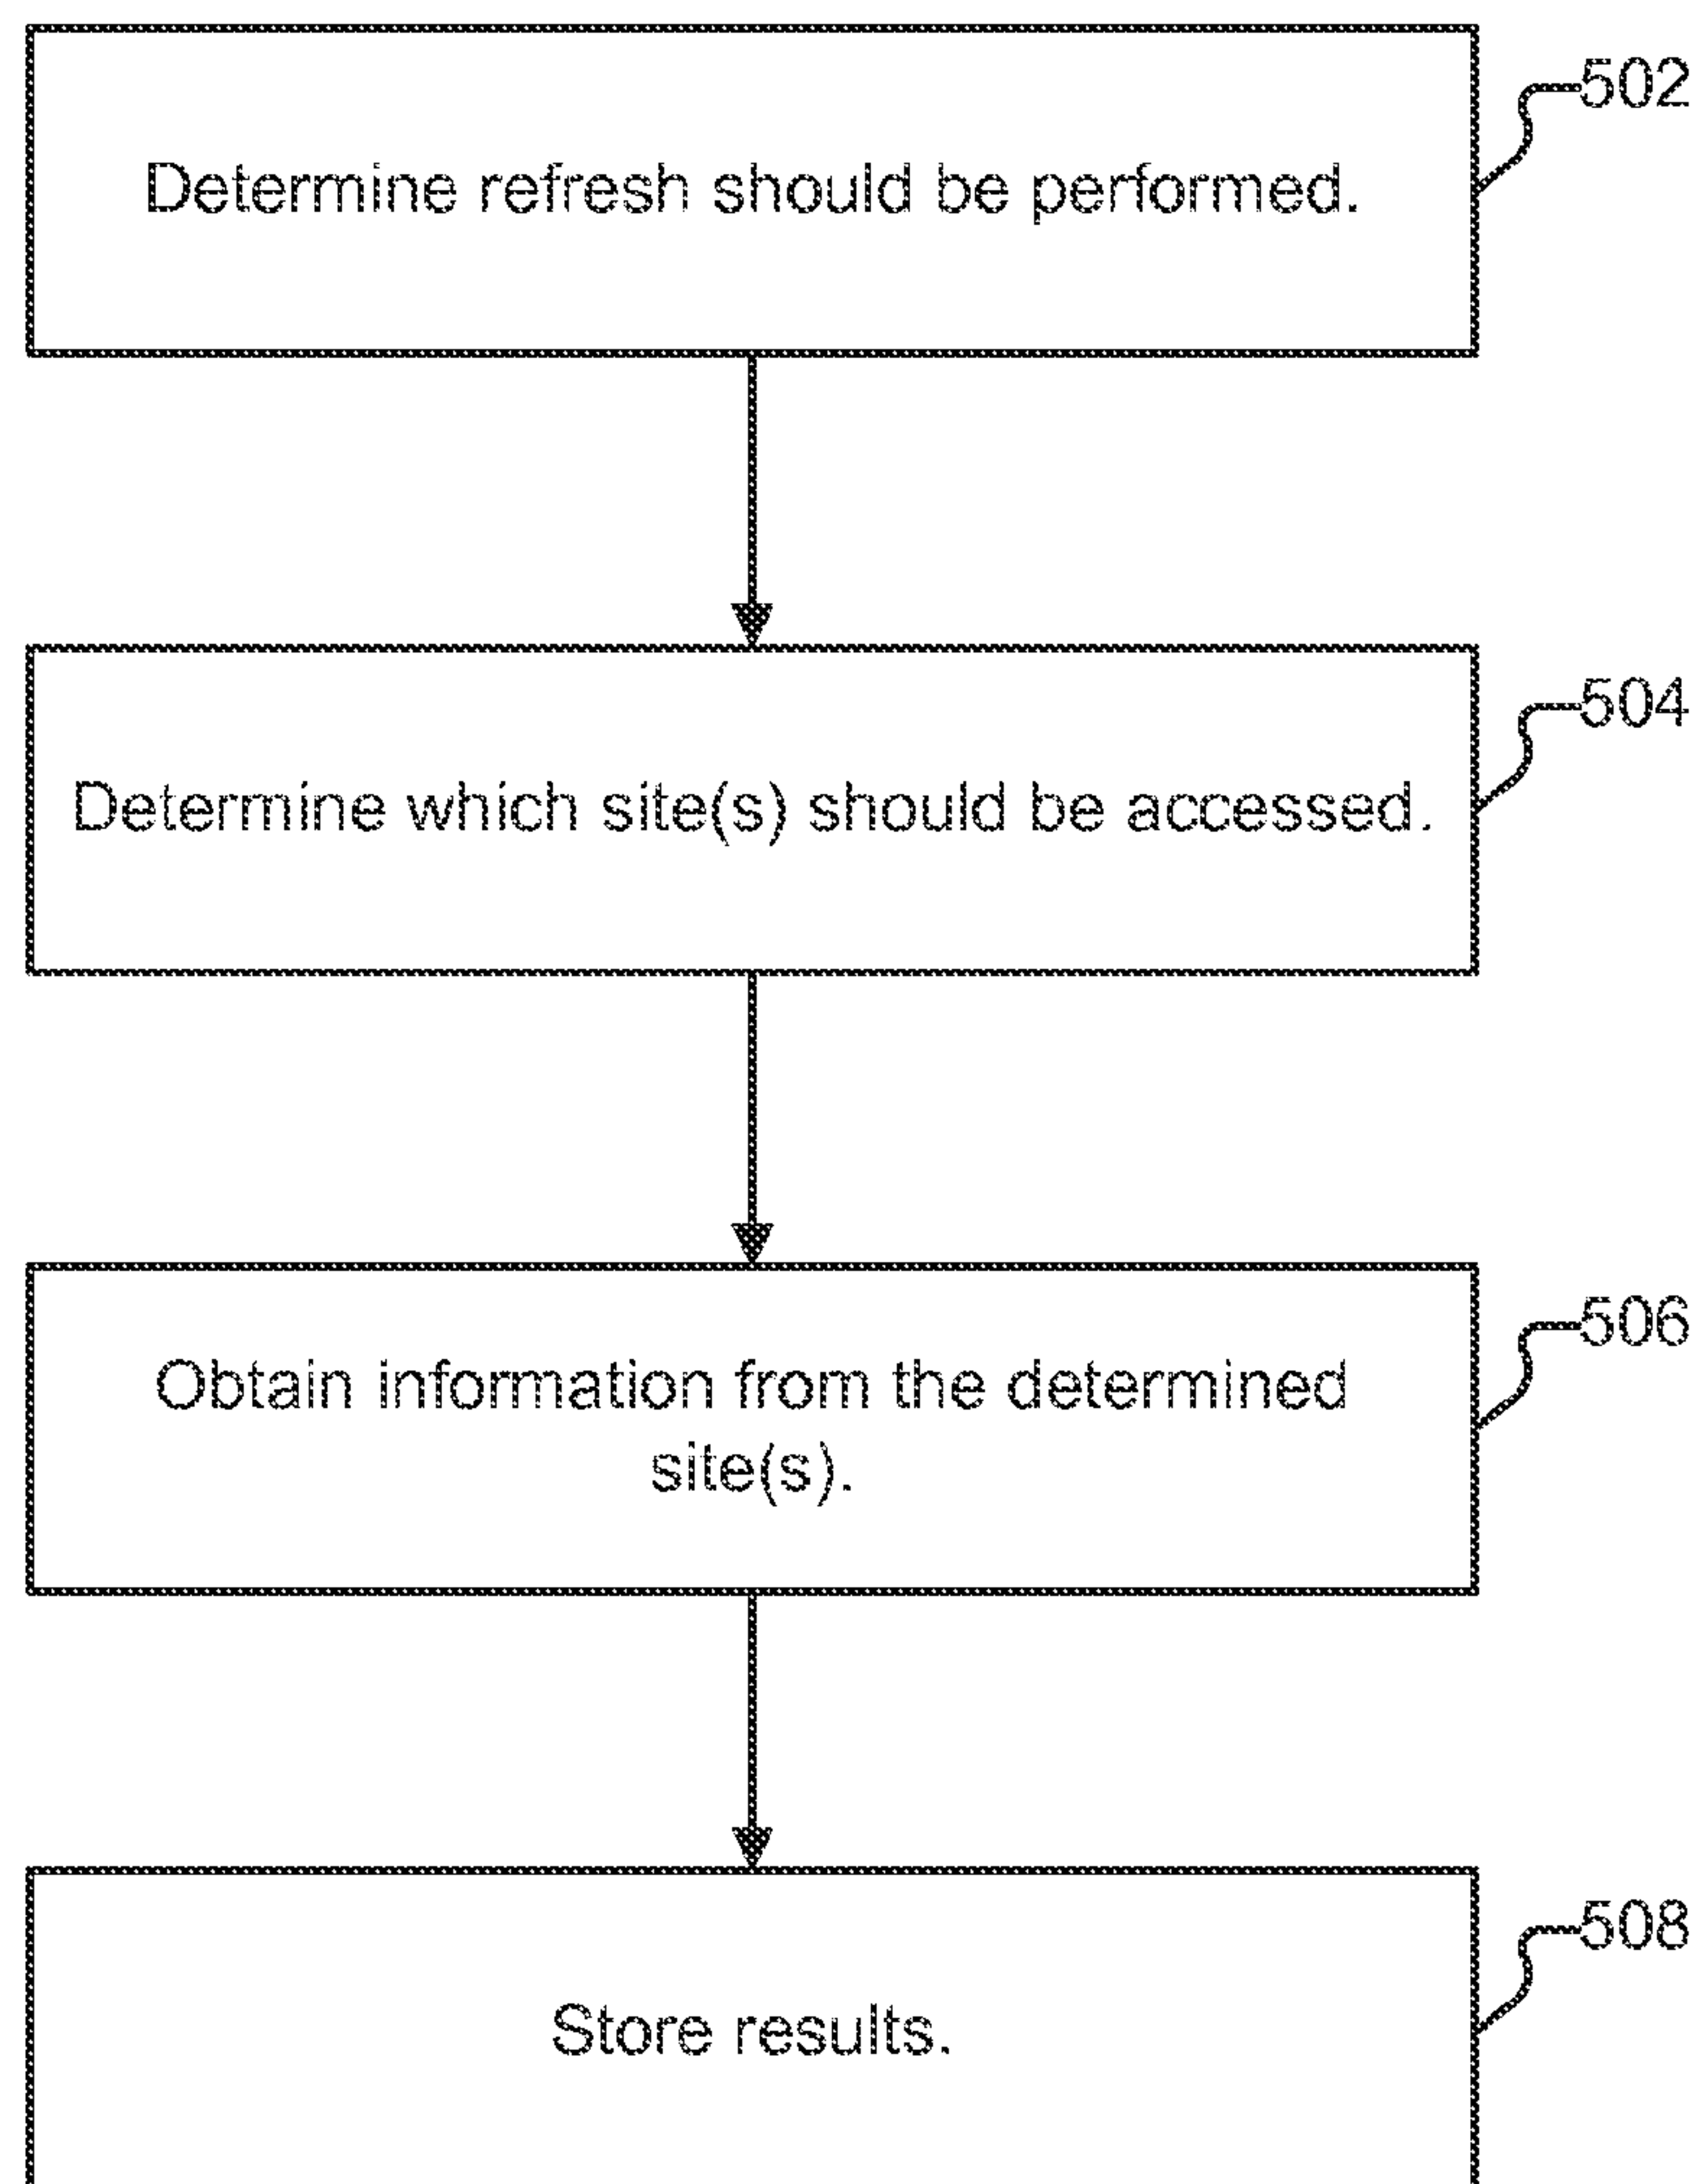 502
Determine refresh should be performed.
504
Determine which site(s) should be accessed.
506
Obtain information from the determined
site(s).
508
Store results.